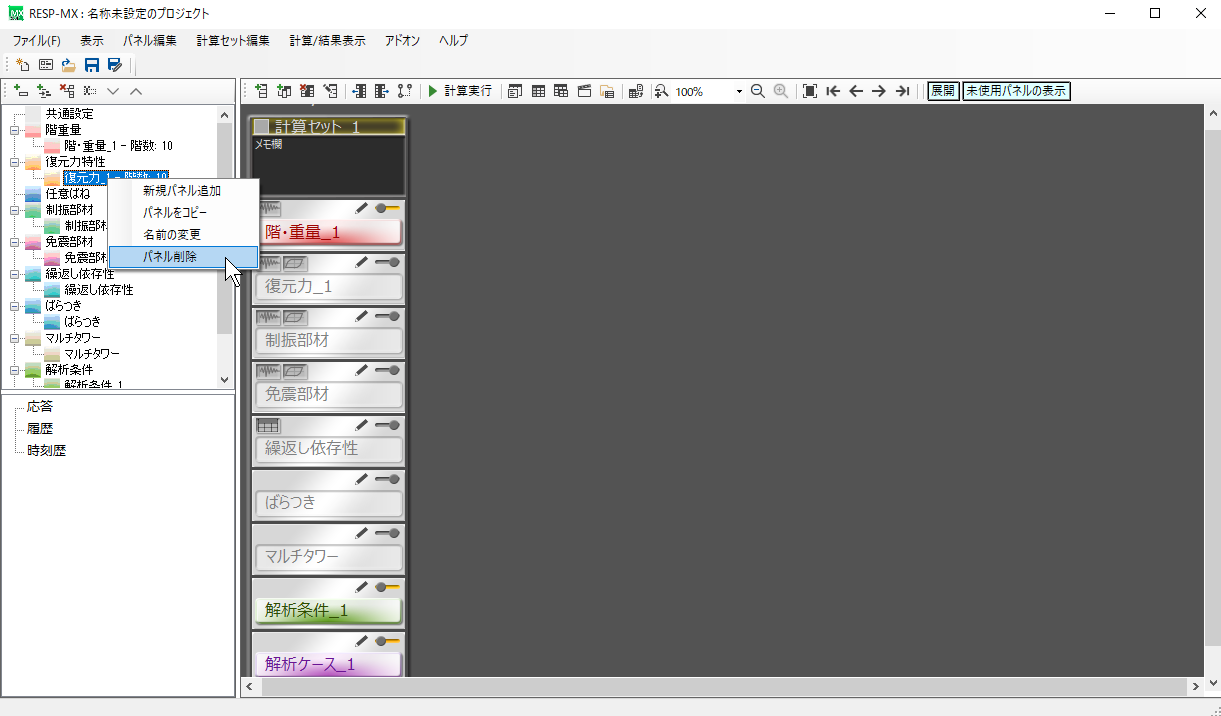 RESP-MX : 名称未設定のプロジェクト
ファイル(F) 表示 パネル編集 計算セット編集 計算/結果表示 アドオン ヘルプ
計算実行 100% 展開 未使用パネルの表示
共通設定
階重量
階・重量_1 - 階数: 10
復元力特性
復元力_1 - 階数: 10
任意ばね
制振部材
制振部材
免震部材
免震部材
繰返し依存性
繰返し依存性
ばらつき
ばらつき
マルチタワー
マルチタワー
解析条件
解析条件_1
新規パネル追加
パネルをコピー
名前の変更
パネル削除
応答
履歴
時刻歴
計算セット_1
メモ欄
階・重量_1
復元力_1
制振部材
免震部材
繰返し依存性
ばらつき
マルチタワー
解析条件_1
解析ケース_1